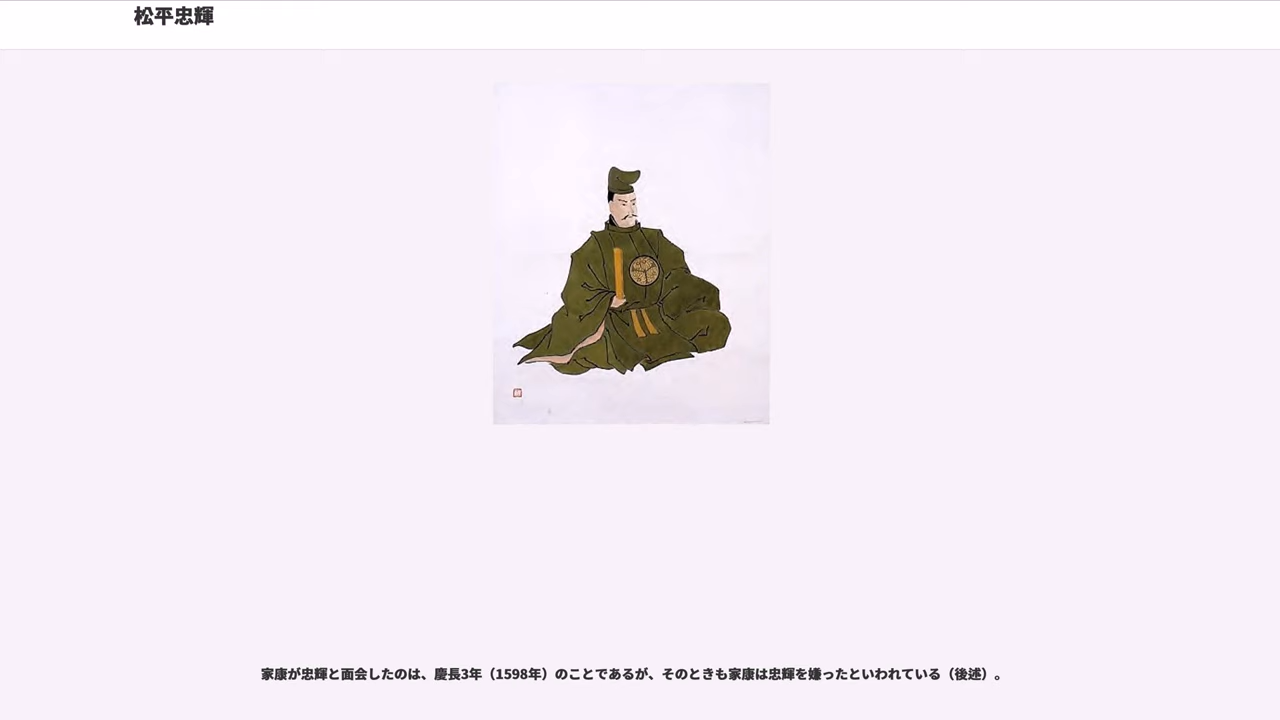 松平忠輝
家康が忠輝と面会したのは、慶長3年（1598年）のことであるが、そのときも家康は忠輝を嫌ったといわれている（後述）。